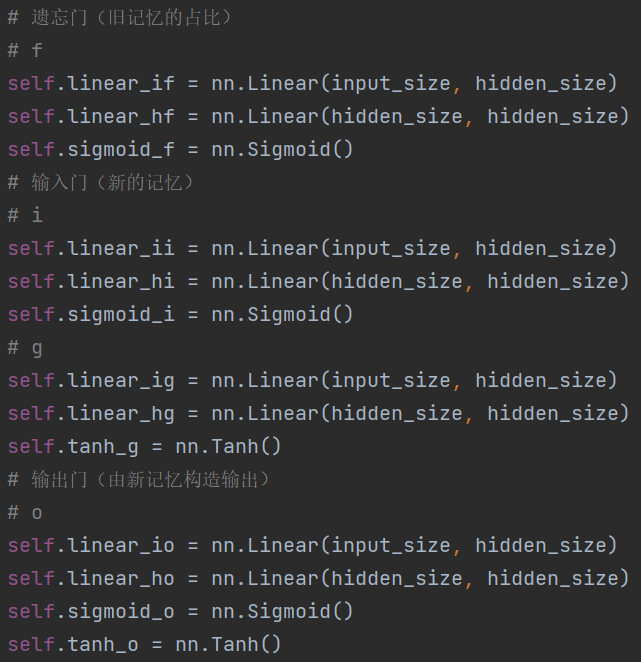 # 遗忘门（旧记忆的占比）
# f
self.linear_if = nn.Linear(input_size, hidden_size)
self.linear_hf = nn.Linear(hidden_size, hidden_size)
self.sigmoid_f = nn.Sigmoid()
# 输入门（新的记忆）
# i
self.linear_ii = nn.Linear(input_size, hidden_size)
self.linear_hi = nn.Linear(hidden_size, hidden_size)
self.sigmoid_i = nn.Sigmoid()
# g
self.linear_ig = nn.Linear(input_size, hidden_size)
self.linear_hg = nn.Linear(hidden_size, hidden_size)
self.tanh_g = nn.Tanh()
# 输出门（由新记忆构造输出）
# o
self.linear_io = nn.Linear(input_size, hidden_size)
self.linear_ho = nn.Linear(hidden_size, hidden_size)
self.sigmoid_o = nn.Sigmoid()
self.tanh_o = nn.Tanh()